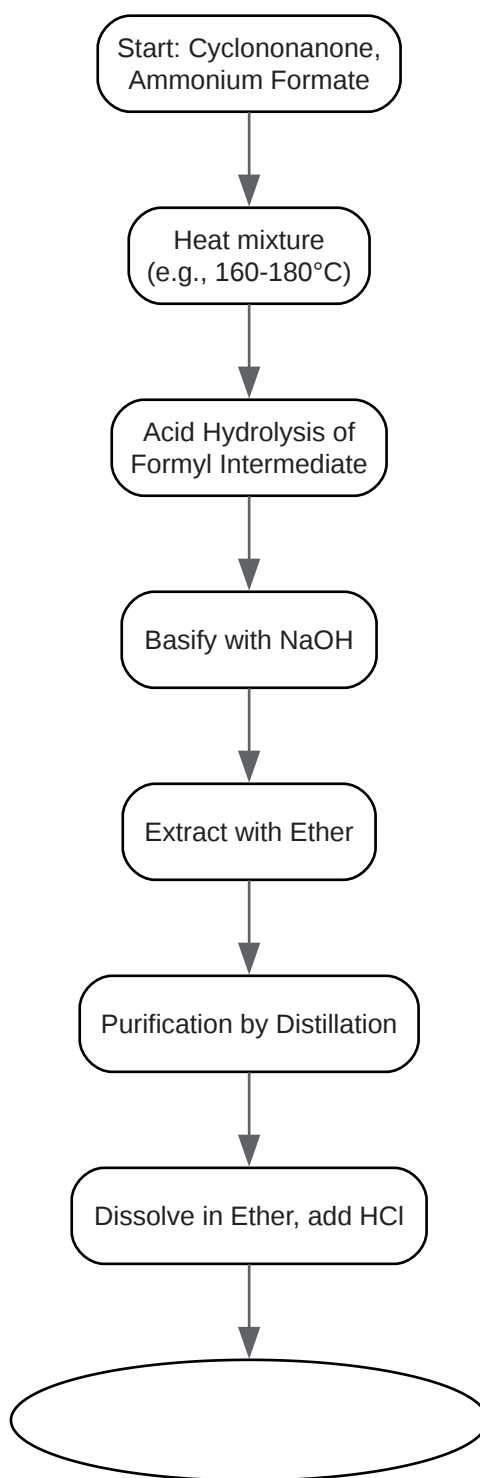 Start: Cyclononanone,
Ammonium Formate
Heat mixture
(e.g., 160-180°C)
Acid Hydrolysis of
Formyl Intermediate
Basify with NaOH
Extract with Ether
Purification by Distillation
Dissolve in Ether, add HCl